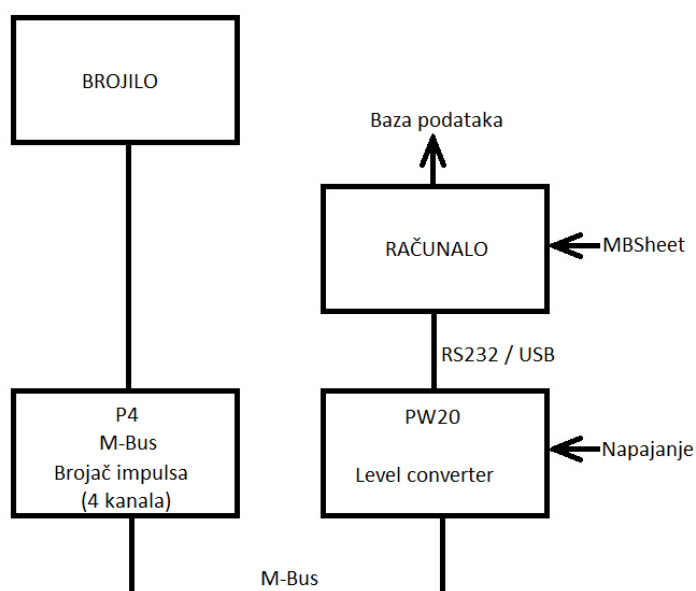 BROJILO
Baza podataka
RAČUNALO
MBSheet
RS232 / USB
P4
M-Bus
Brojač impulsa
(4 kanala)
PW20
Level converter
Napajanje
M-Bus